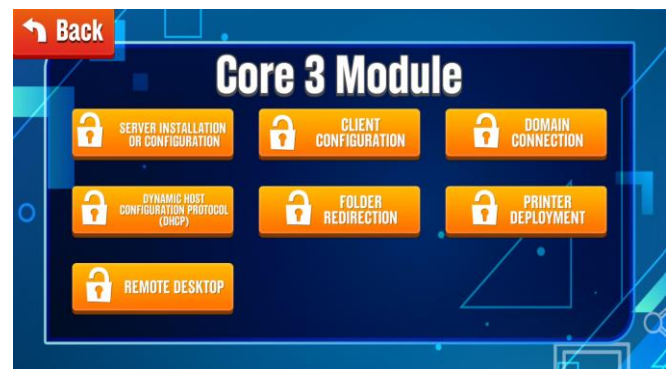 Back
Core 3 Module
SERVER INSTALLATION
OR CONFIGURATION
CLIENT
CONFIGURATION
DOMAIN
CONNECTION
DYNAMIC HOST
CONFIGURATION PROTOCOL
(DHCP)
FOLDER
REDIRECTION
PRINTER
DEPLOYMENT
REMOTE DESKTOP